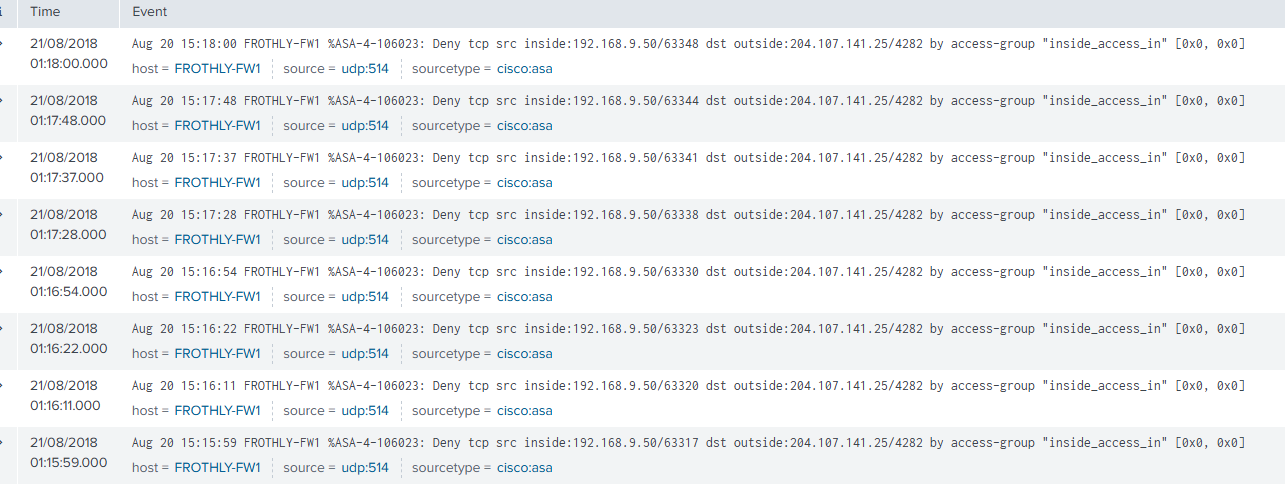 i Time Event
21/08/2018 Aug 20 15:18:00 FROTHLY-FW1 %ASA-4-106023: Deny tcp src inside:192.168.9.50/63348 dst outside:204.107.141.25/4282 by access-group "inside_access_in" [0x0, 0x0]
01:18:00.000 host = FROTHLY-FW1 source = udp:514 sourcetype = cisco:asa
21/08/2018 Aug 20 15:17:48 FROTHLY-FW1 %ASA-4-106023: Deny tcp src inside:192.168.9.50/63344 dst outside:204.107.141.25/4282 by access-group "inside_access_in" [0x0, 0x0]
01:17:48.000 host = FROTHLY-FW1 source = udp:514 sourcetype = cisco:asa
21/08/2018 Aug 20 15:17:37 FROTHLY-FW1 %ASA-4-106023: Deny tcp src inside:192.168.9.50/63341 dst outside:204.107.141.25/4282 by access-group "inside_access_in" [0x0, 0x0]
01:17:37.000 host = FROTHLY-FW1 source = udp:514 sourcetype = cisco:asa
21/08/2018 Aug 20 15:17:28 FROTHLY-FW1 %ASA-4-106023: Deny tcp src inside:192.168.9.50/63338 dst outside:204.107.141.25/4282 by access-group "inside_access_in" [0x0, 0x0]
01:17:28.000 host = FROTHLY-FW1 source = udp:514 sourcetype = cisco:asa
21/08/2018 Aug 20 15:16:54 FROTHLY-FW1 %ASA-4-106023: Deny tcp src inside:192.168.9.50/63330 dst outside:204.107.141.25/4282 by access-group "inside_access_in" [0x0, 0x0]
01:16:54.000 host = FROTHLY-FW1 source = udp:514 sourcetype = cisco:asa
21/08/2018 Aug 20 15:16:22 FROTHLY-FW1 %ASA-4-106023: Deny tcp src inside:192.168.9.50/63323 dst outside:204.107.141.25/4282 by access-group "inside_access_in" [0x0, 0x0]
01:16:22.000 host = FROTHLY-FW1 source = udp:514 sourcetype = cisco:asa
21/08/2018 Aug 20 15:16:11 FROTHLY-FW1 %ASA-4-106023: Deny tcp src inside:192.168.9.50/63320 dst outside:204.107.141.25/4282 by access-group "inside_access_in" [0x0, 0x0]
01:16:11.000 host = FROTHLY-FW1 source = udp:514 sourcetype = cisco:asa
21/08/2018 Aug 20 15:15:59 FROTHLY-FW1 %ASA-4-106023: Deny tcp src inside:192.168.9.50/63317 dst outside:204.107.141.25/4282 by access-group "inside_access_in" [0x0, 0x0]
01:15:59.000 host = FROTHLY-FW1 source = udp:514 sourcetype = cisco:asa